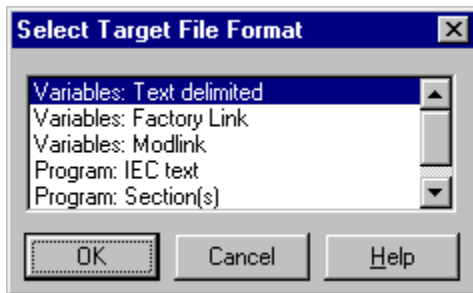 Select Target File Format
Variables: Text delimited
Variables: Factory Link
Variables: Modlink
Program: IEC text
Program: Section(s)
OK Cancel Help